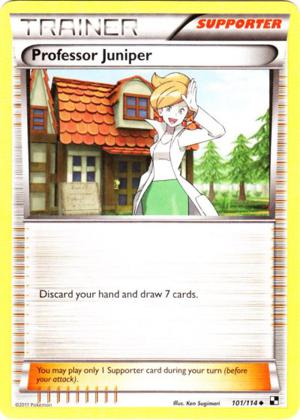 TRAINER SUPPORTER
Professor Juniper
Discard your hand and draw 7 cards.
You may play only 1 Supporter card during your turn (before
your attack).
©2011 Pokémon Illus. Ken Sugimori 101/114